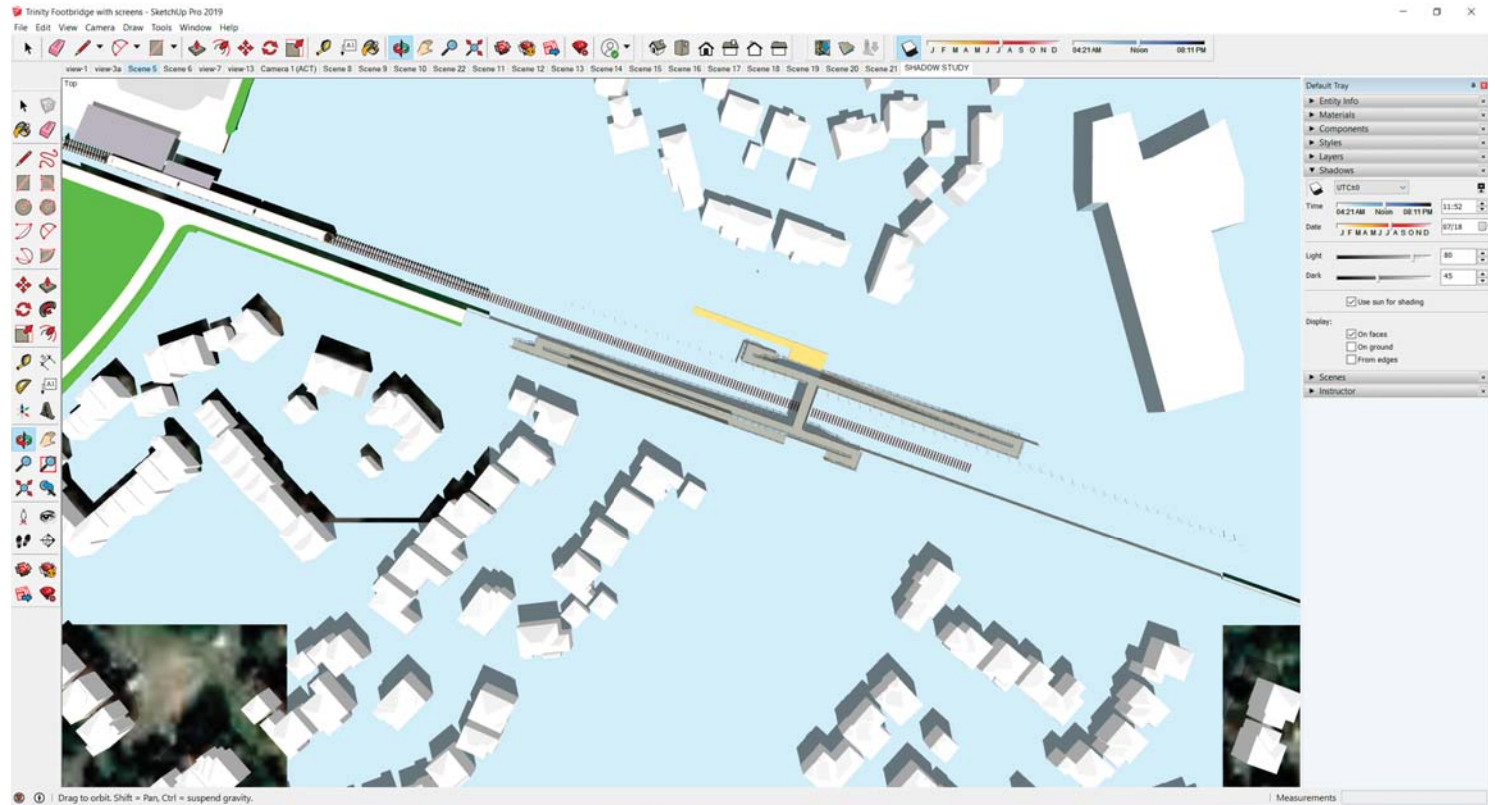 Trinity Footbridge with screens - SketchUp Pro 2019
File Edit View Camera Draw Tools Window Help
A1
J F M A M J J A S O N D 04:21 AM Noon 08:11 PM
view-1 view-3a Scene 5 Scene 6 view-7 view-13 Camera 1 (ACT) Scene 8 Scene 9 Scene 10 Scene 22 Scene 11 Scene 12 Scene 13 Scene 14 Scene 15 Scene 16 Scene 17 Scene 18 Scene 19 Scene 20 Scene 21 SHADOW STUDY
Top
Default Tray
Entity Info
Materials
Components
Styles
Layers
Shadows
UTC±0
Time 04:21 AM Noon 08:11 PM 11:52
Date J F M A M J J A S O N D 07/18
Light 80
Dark 45
Use sun for shading
Display:
On faces
On ground
From edges
Scenes
Instructor
A1
Drag to orbit. Shift = Pan, Ctrl = suspend gravity.
Measurements